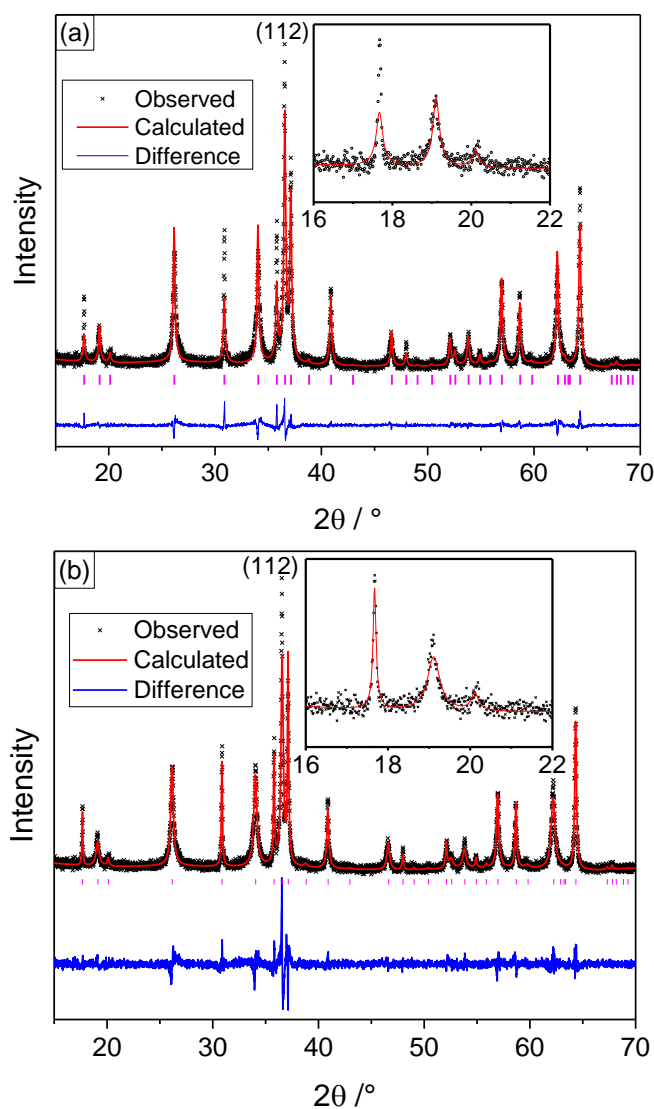 (a)
(112)
Observed
Calculated
Difference
16 18 20 22
Intensity
20 30 40 50 60 70
2θ / °
(b)
(112)
Observed
Calculated
Difference
16 18 20 22
Intensity
20 30 40 50 60 70
2θ /°